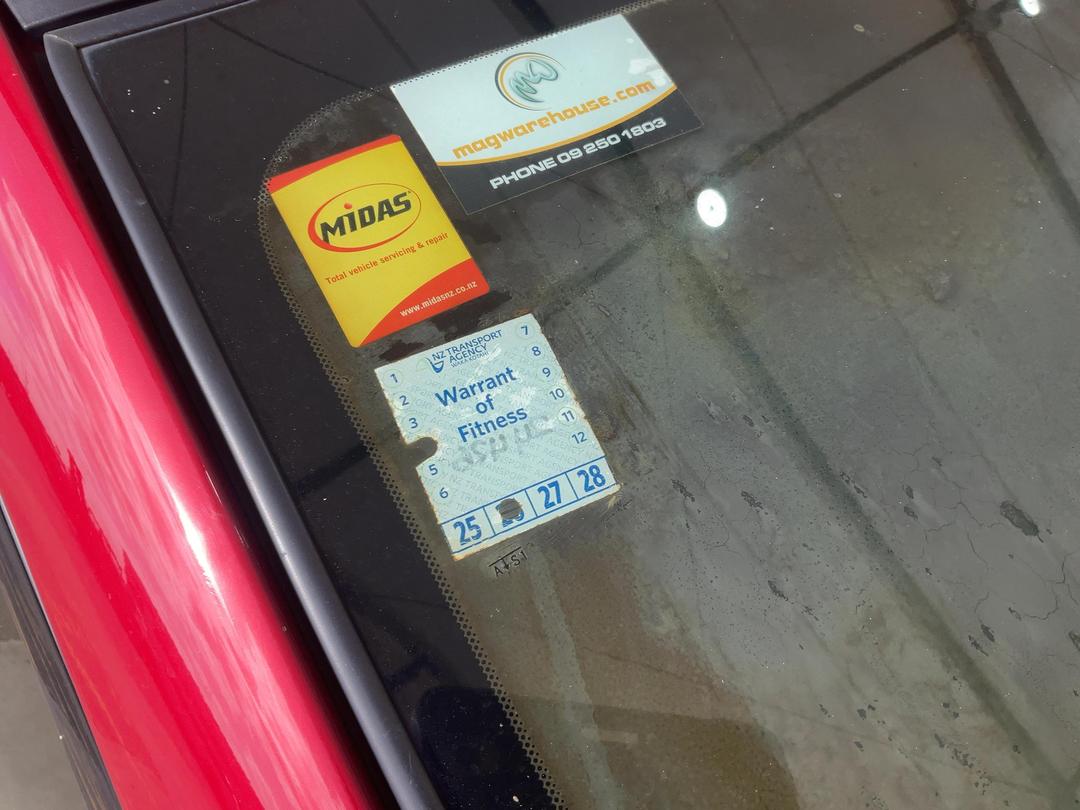 magwarehouse.com
PHONE 09 250 1803
MIDAS
Total vehicle servicing & repair
www.midasnz.co.nz
NZ TRANSPORT
AGENCY
WAKA KOTAHI
Warrant
of
Fitness
1
2
3
5
6
7
8
9
10
11
12
25
27
28